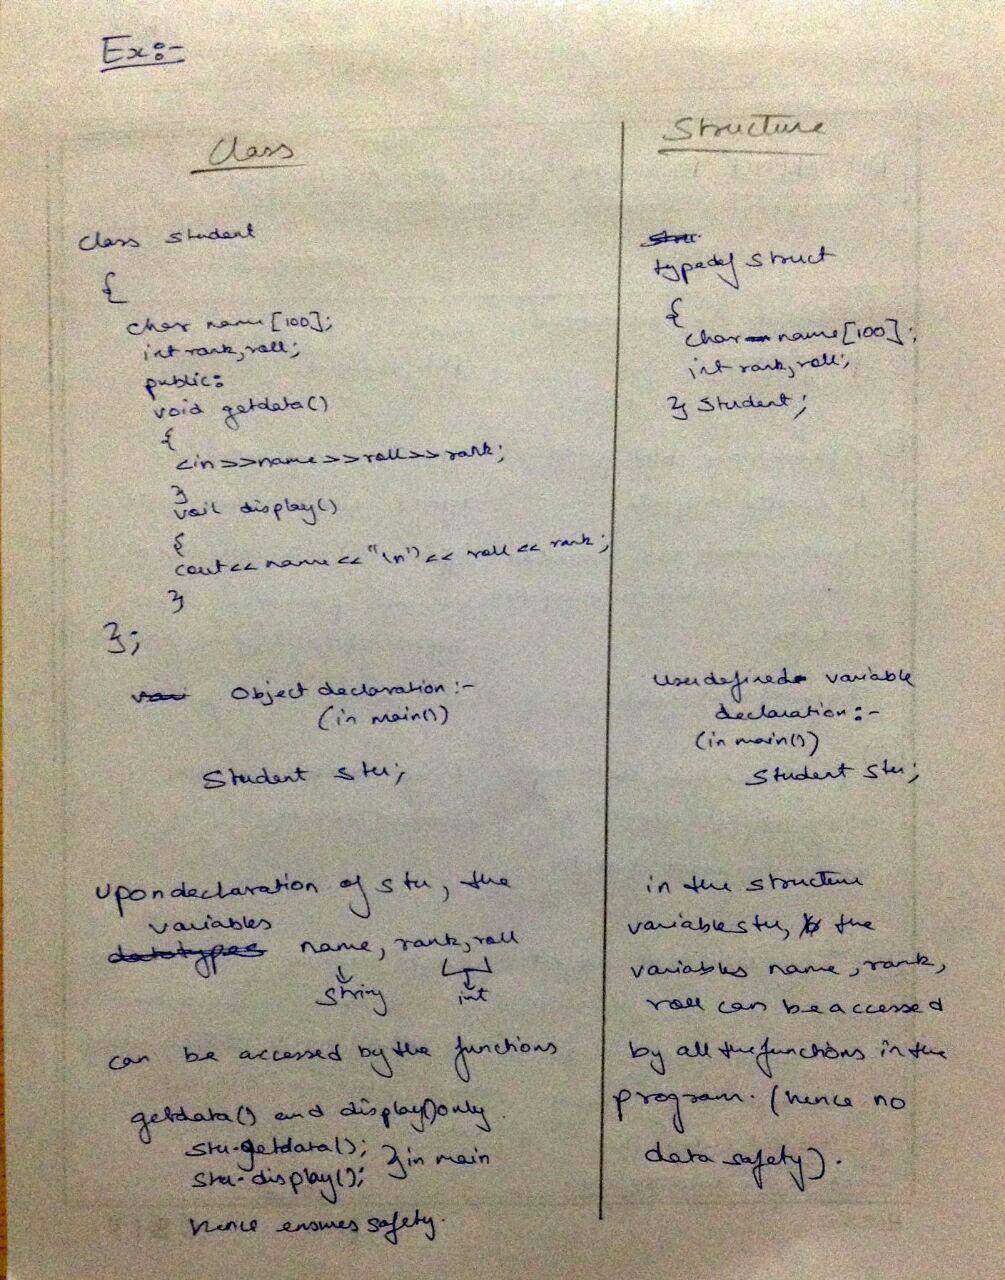 Ex:-
Class
class student
{
char name[100];
int rank,roll;
public:
void getdata()
{
cin>>name>>roll>>rank;
}
void display()
{
cout<<name<<"\n"<<roll<<rank;
}
};
Object declaration:-
(in main())
Student stu;
upon declaration of stu, the
variables
datatypes name, rank, roll
string int
can be accessed by the functions
getdata() and display() only.
stu.getdata();
stu.display(); } in main
hence ensures safety.
Structure
Stru
typedef struct
{
char name[100];
int rank,roll;
} Student;
Userdefined variable
declaration:-
(in main())
Student stu;
in the structure
variable stu, the
variables name, rank,
roll can be accessed
by all the functions in the
program. (hence no
data safety).